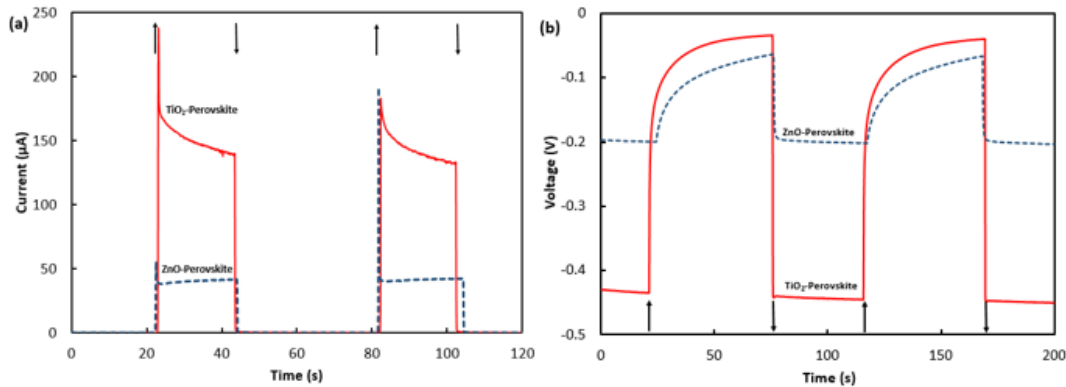 (a)
250
200
150
100
50
0
Current (µA)
TiO₂-Perovskite
ZnO-Perovskite
0 20 40 60 80 100 120
Time (s)
(b)
0
-0.1
-0.2
-0.3
-0.4
-0.5
Voltage (V)
ZnO-Perovskite
TiO₂-Perovskite
0 50 100 150 200
Time (s)